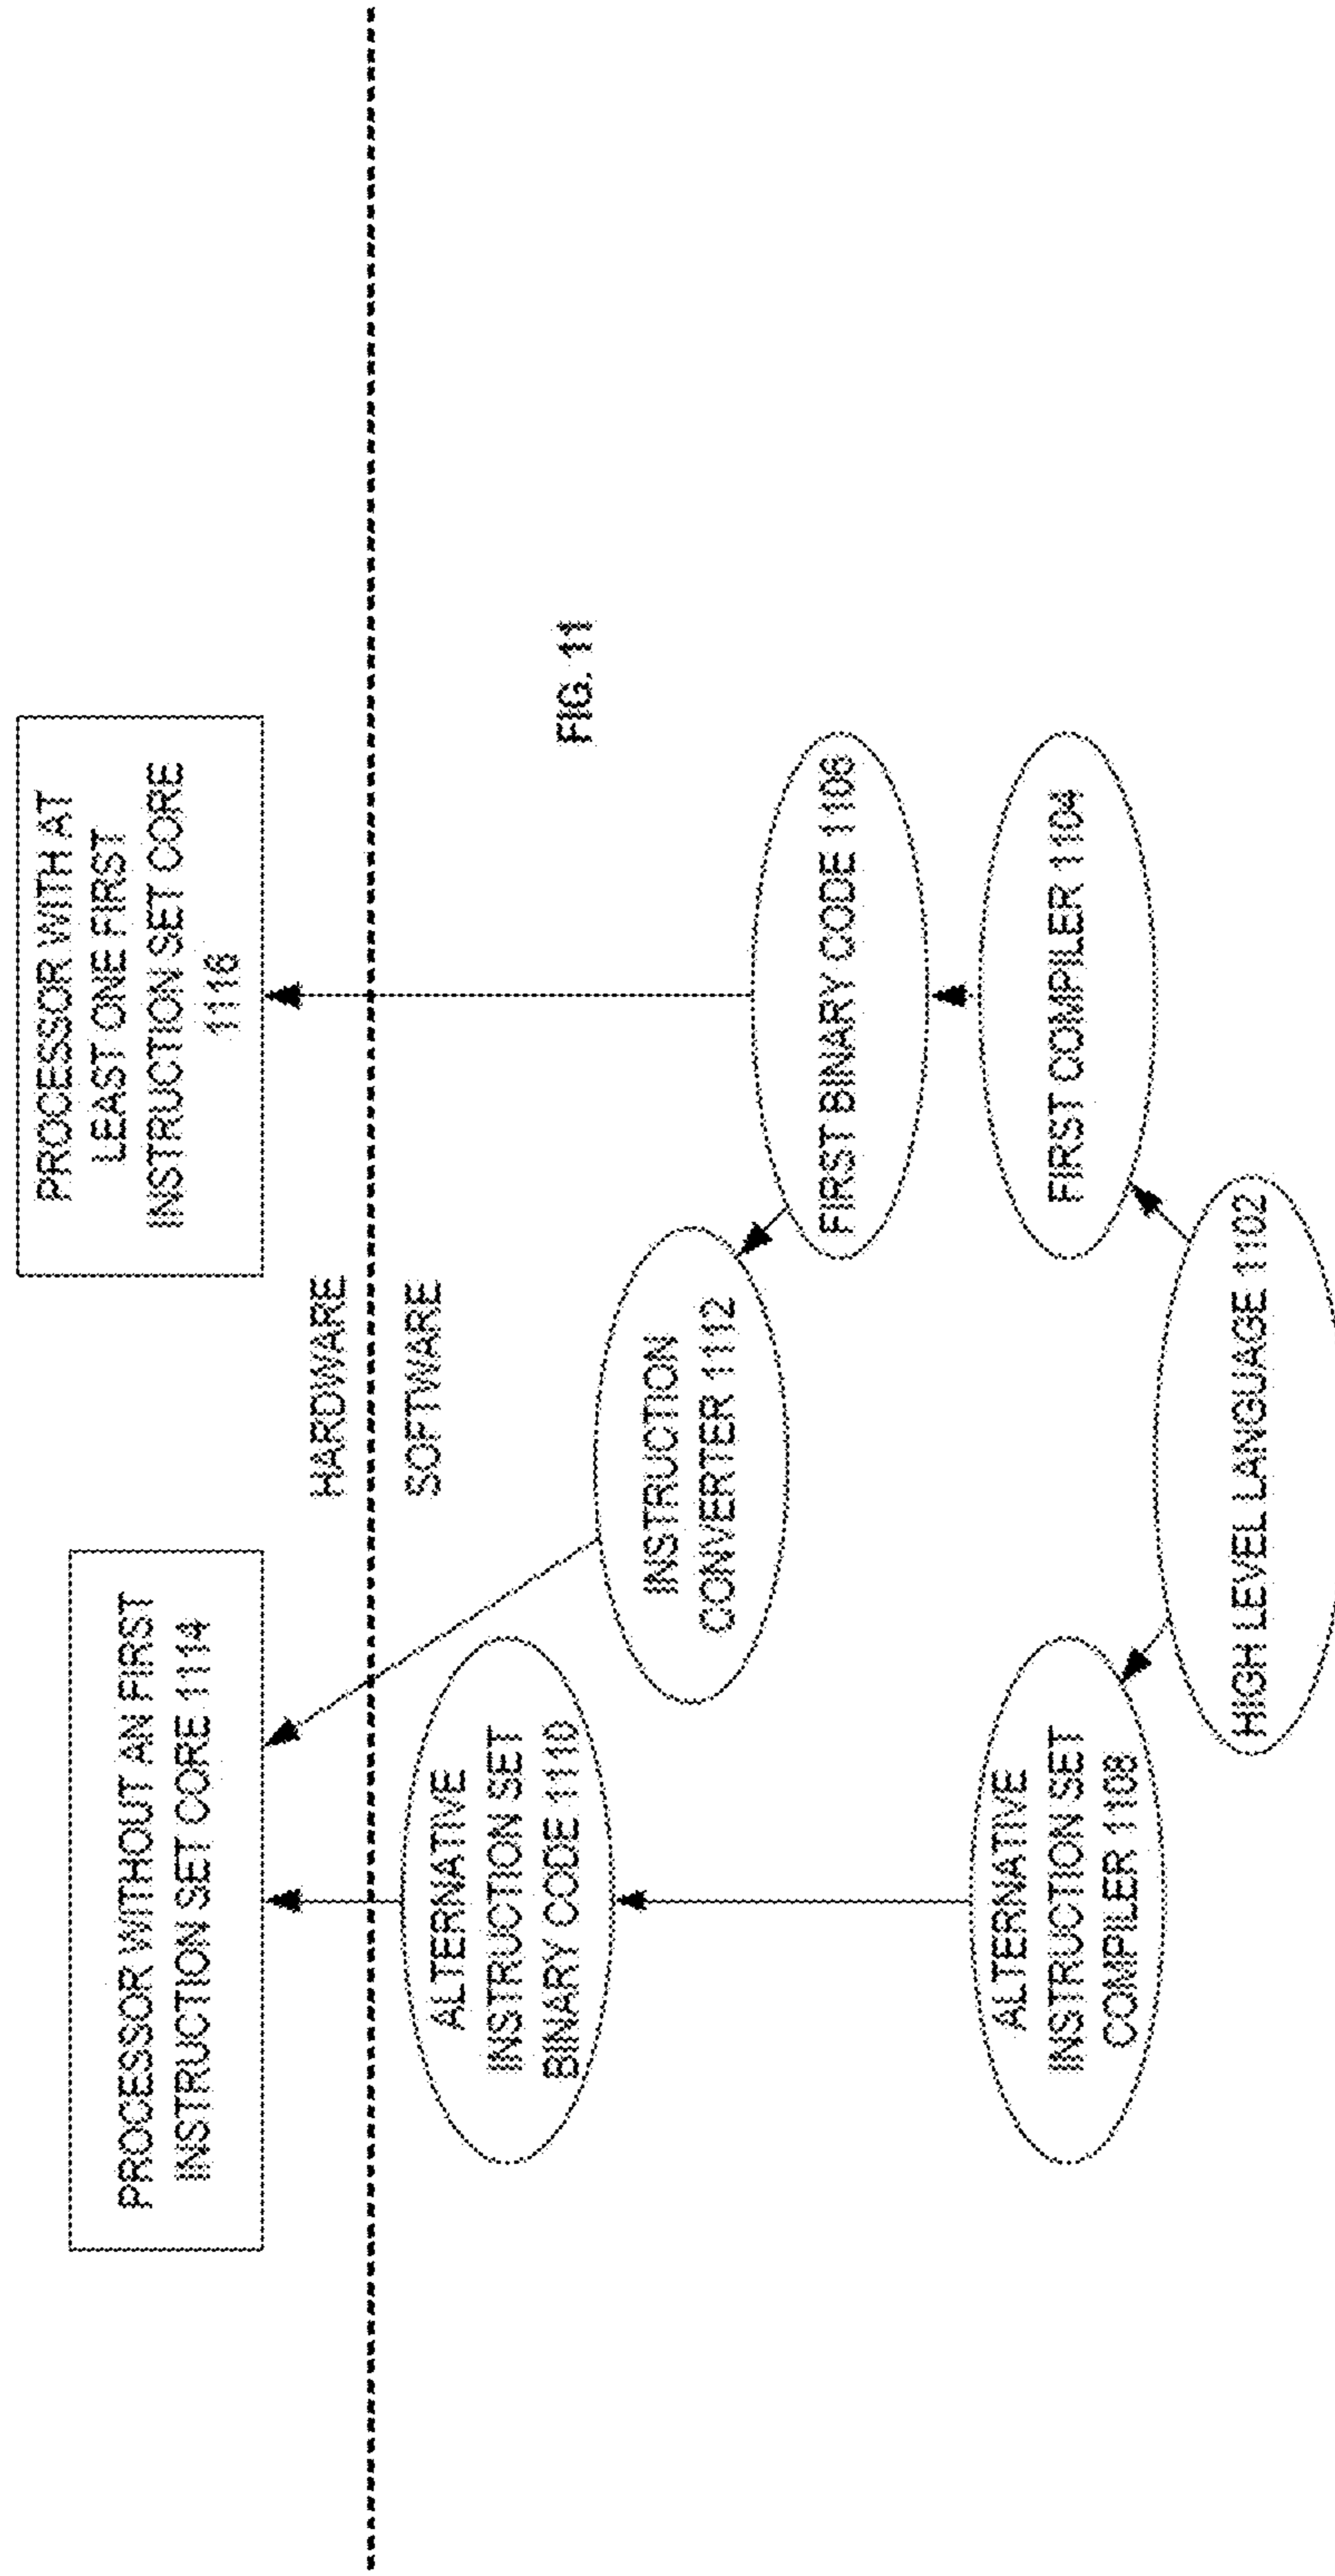 PROCESSOR WITHOUT AN FIRST
INSTRUCTION SET CORE 1114
PROCESSOR WITH AT
LEAST ONE FIRST
INSTRUCTION SET CORE
1116
HARDWARE
SOFTWARE
ALTERNATIVE
INSTRUCTION SET
BINARY CODE 1110
INSTRUCTION
CONVERTER 1112
FIG. 11
FIRST BINARY CODE 1106
ALTERNATIVE
INSTRUCTION SET
COMPILER 1108
FIRST COMPILER 1104
HIGH LEVEL LANGUAGE 1102